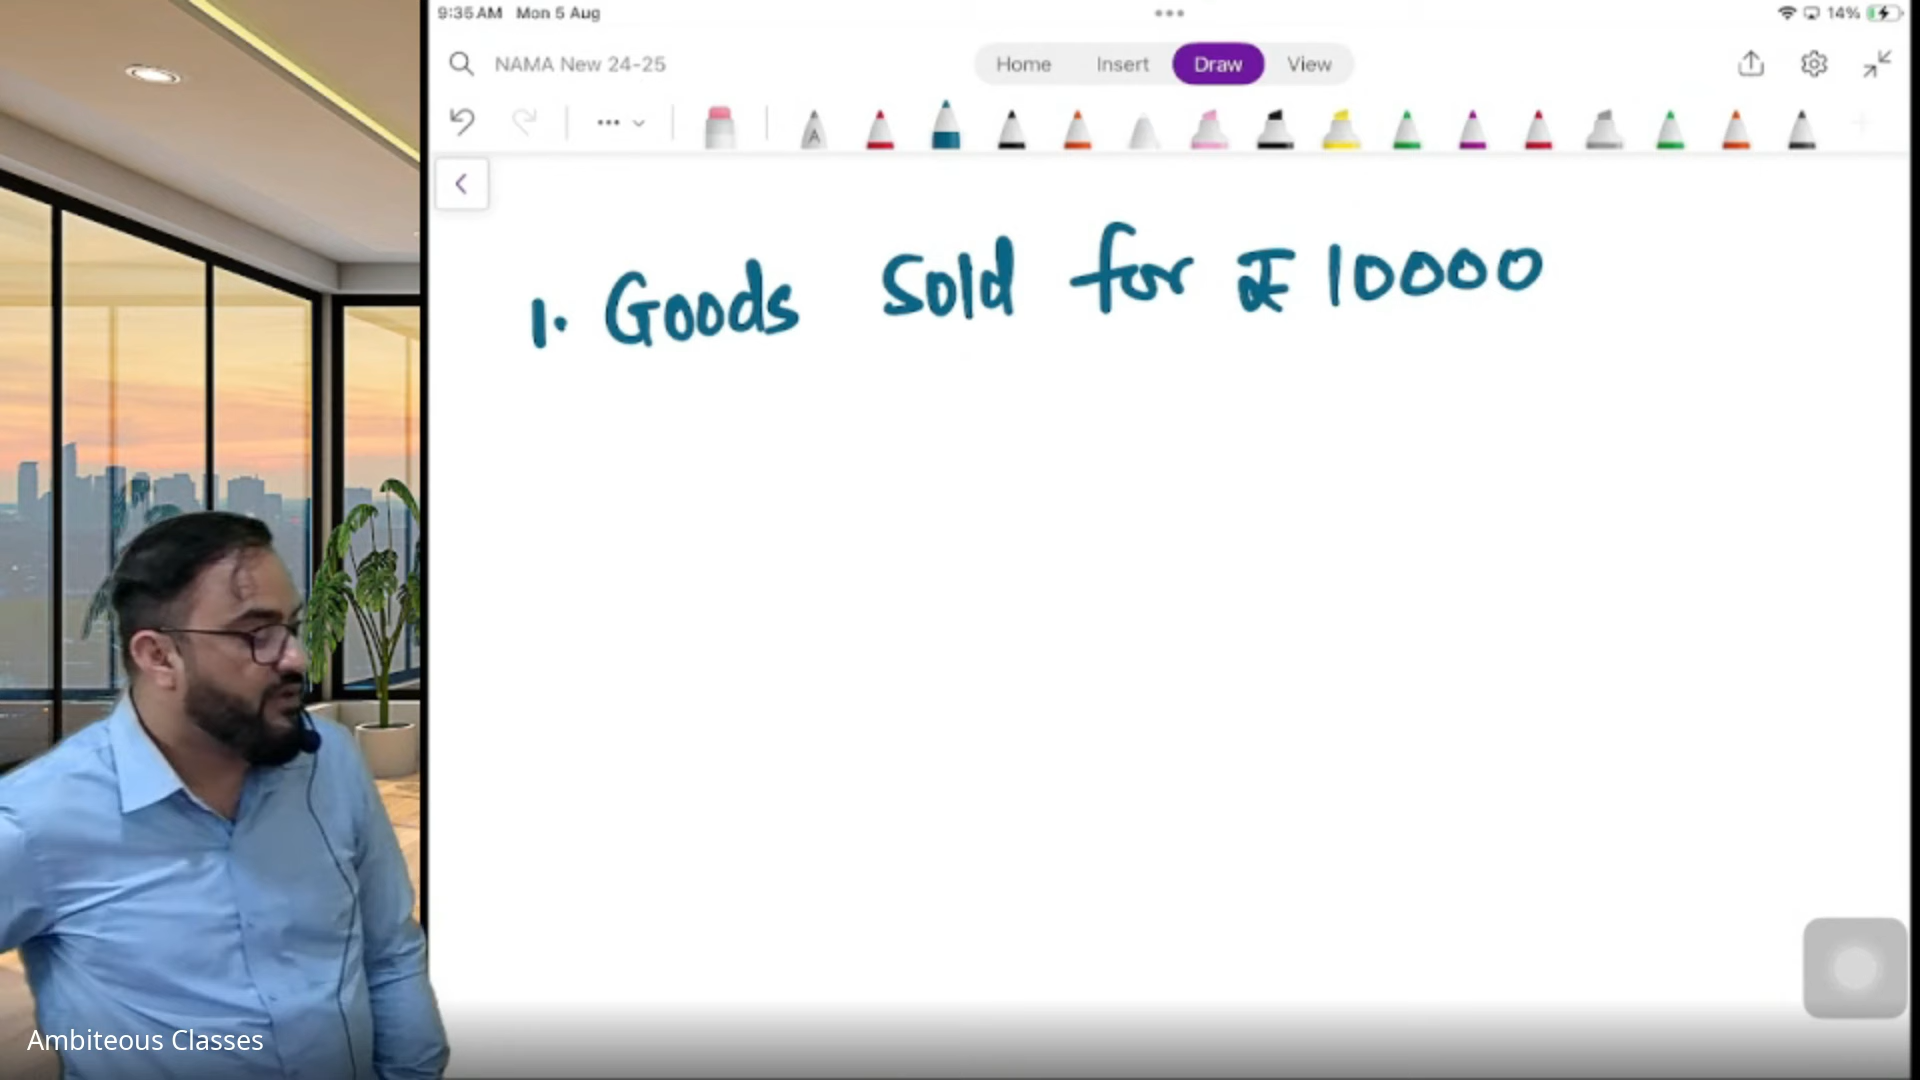 9:35 AM Mon 5 Aug
14%
NAMA New 24-25
Home Insert Draw View
A
1. Goods Sold for ₹ 10000
Ambiteous Classes